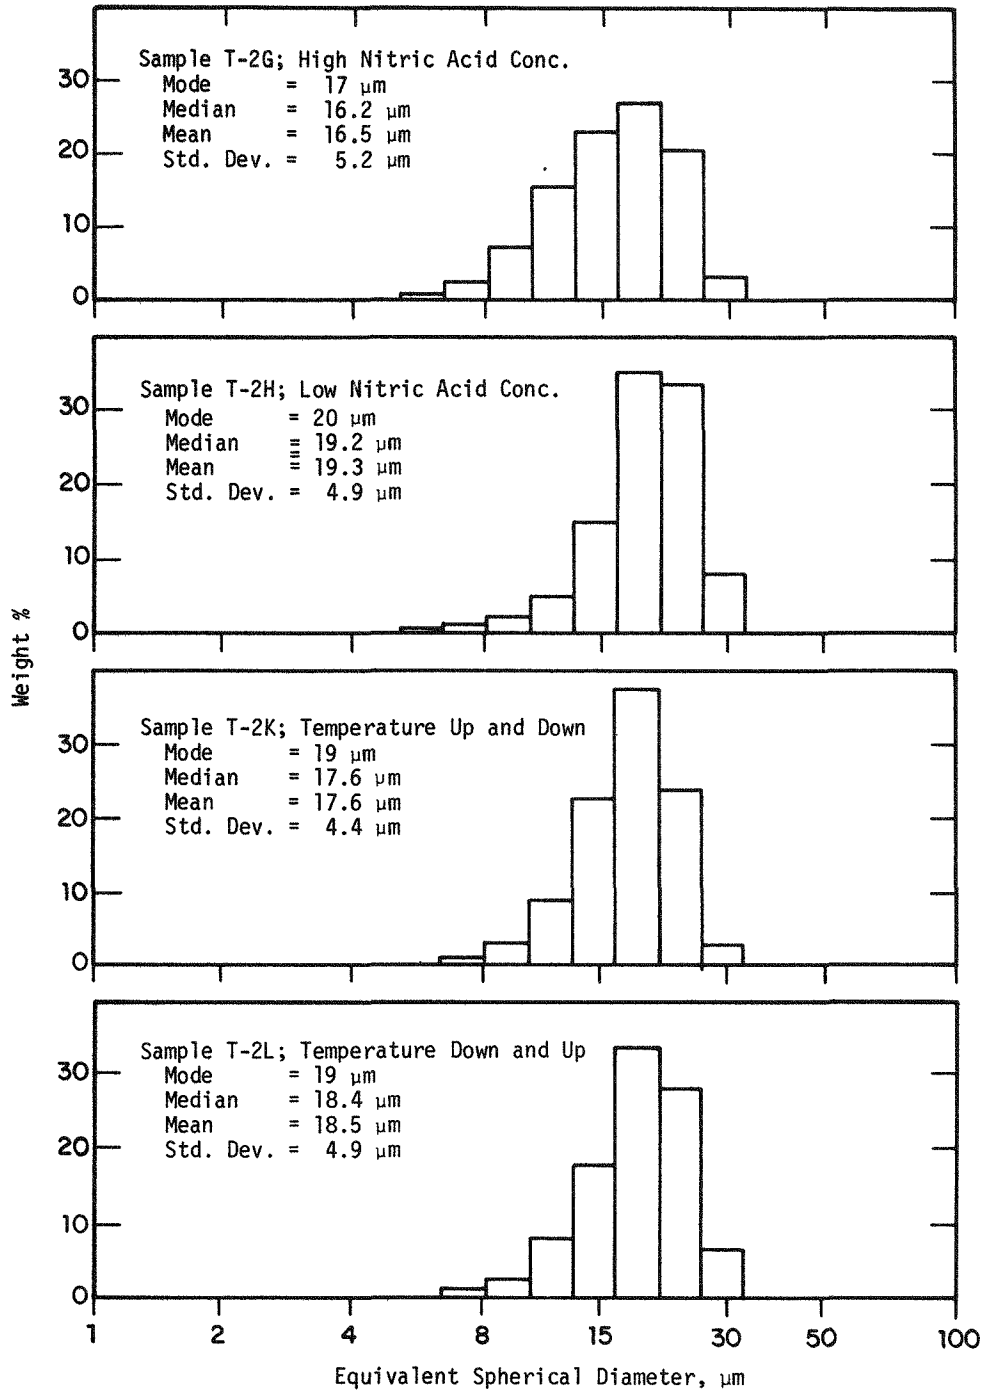 Sample T-2G; High Nitric Acid Conc.
Mode = 17 μm
Median = 16.2 μm
Mean = 16.5 μm
Std. Dev. = 5.2 μm
30
20
10
0
Sample T-2H; Low Nitric Acid Conc.
Mode = 20 μm
Median = 19.2 μm
Mean = 19.3 μm
Std. Dev. = 4.9 μm
30
20
10
0
Weight %
Sample T-2K; Temperature Up and Down
Mode = 19 μm
Median = 17.6 μm
Mean = 17.6 μm
Std. Dev. = 4.4 μm
30
20
10
0
Sample T-2L; Temperature Down and Up
Mode = 19 μm
Median = 18.4 μm
Mean = 18.5 μm
Std. Dev. = 4.9 μm
30
20
10
0
1 2 4 8 15 30 50 100
Equivalent Spherical Diameter, μm